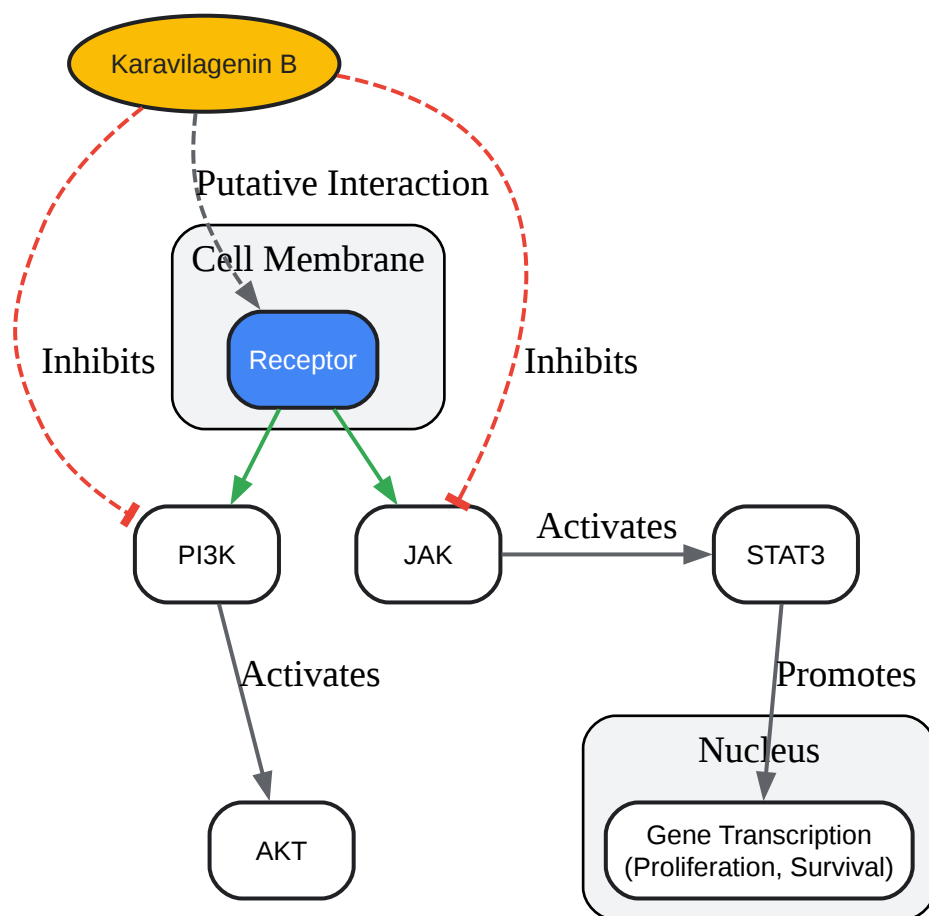 Karavilagenin B
Putative Interaction
Cell Membrane
Inhibits
Receptor
Inhibits
PI3K
JAK
Activates
STAT3
Activates
Promotes
Nucleus
AKT
Gene Transcription
(Proliferation, Survival)